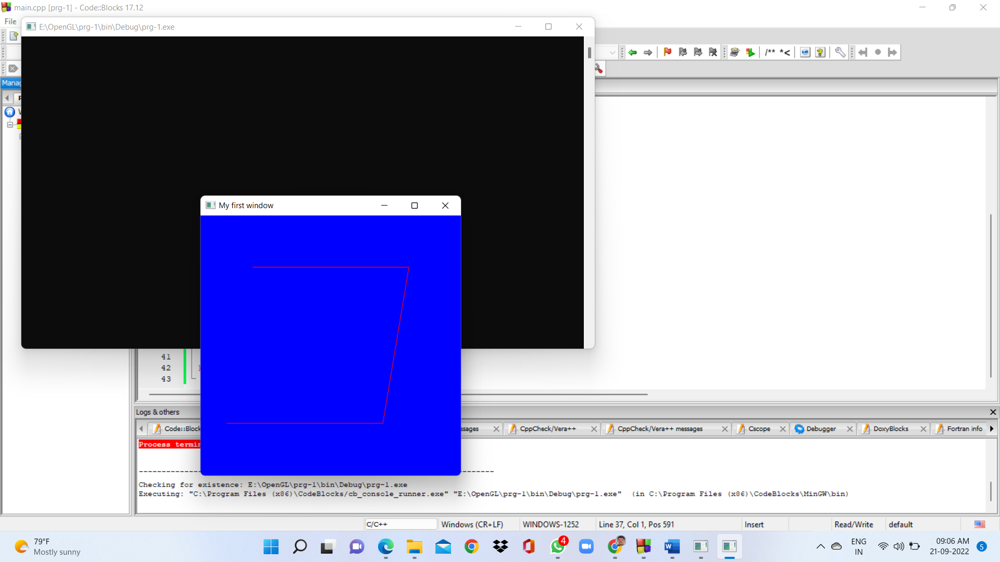 main.cpp [prg-1] - Code::Blocks 17.12
File
E:\OpenGL\prg-1\bin\Debug\prg-1.exe
/** *<
Manag
My first window
41
42 }
43
Logs & others
Code::Block ssages CppCheck/Vera++ CppCheck/Vera++ messages Cscope Debugger DoxyBlocks Fortran info
Process termin
Checking for existence: E:\OpenGL\prg-1\bin\Debug\prg-1.exe
Executing: "C:\Program Files (x86)\CodeBlocks/cb_console_runner.exe" "E:\OpenGL\prg-1\bin\Debug\prg-1.exe"  (in C:\Program Files (x86)\CodeBlocks\MinGW\bin)
C/C++ Windows (CR+LF) WINDOWS-1252 Line 37, Col 1, Pos 591 Insert Read/Write default
79°F
Mostly sunny
4
ENG
IN
09:06 AM
21-09-2022
5